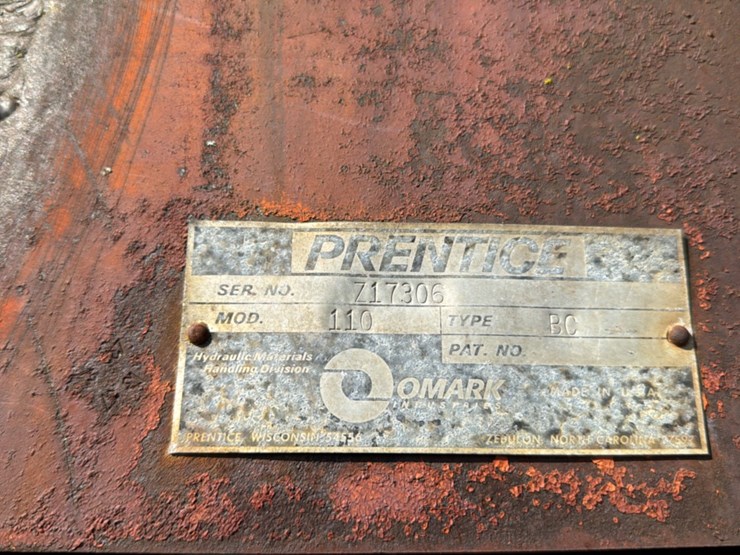 PRENTICE
SER. NO. Z17306
MOD. 110 TYPE BC
PAT. NO.
Hydraulic Materials
Handling Division
OMARK
MADE IN U.S.A.
PRENTICE, WISCONSIN 54556 ZEBULON, NORTH CAROLINA